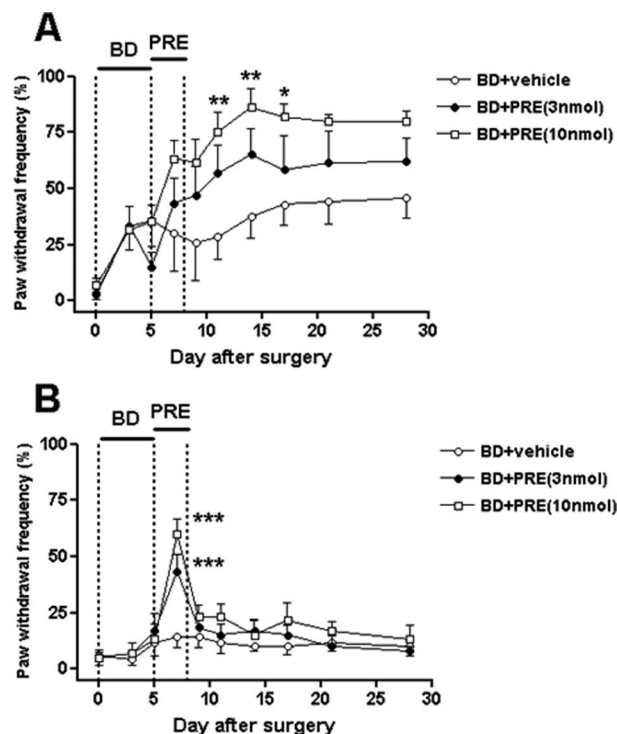 A
BD PRE
100
75
50
25
0
Paw withdrawal frequency (%)
** ** *
BD+vehicle
BD+PRE(3nmol)
BD+PRE(10nmol)
0 5 10 15 20 25 30
Day after surgery
B
BD PRE
100
75
50
25
0
Paw withdrawal frequency (%)
***
***
BD+vehicle
BD+PRE(3nmol)
BD+PRE(10nmol)
0 5 10 15 20 25 30
Day after surgery